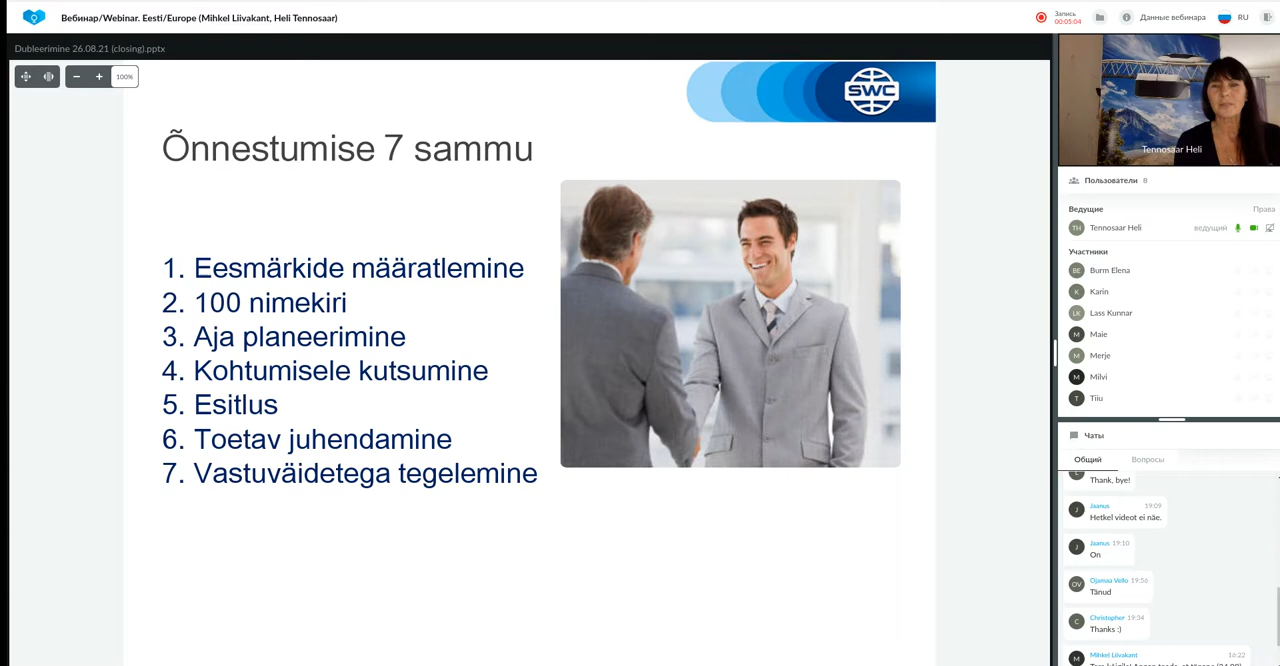 Вебинар/Webinar. Eesti/Europe (Mihkel Liivakant, Heli Tennosaar)
Запись
00:05:04
Данные вебинара
RU
Dubleerimine 26.08.21 (closing).pptx
100%
SWC
Õnnestumise 7 sammu
1. Eesmärkide määratlemine
2. 100 nimekiri
3. Aja planeerimine
4. Kohtumisele kutsumine
5. Esitlus
6. Toetav juhendamine
7. Vastuväidetega tegelemine
Tennosaar Heli
Пользователи 8
Ведущие Права
TH Tennosaar Heli ведущий
Участники
BE Burm Elena
K Karin
LK Lass Kunnar
M Maie
M Merje
M Milvi
T Tiiu
Чаты
Общий Вопросы
Thank, bye!
J Jaanus 19:09
Hetkel videot ei näe.
J Jaanus 19:10
On
OV Ojamaa Vello 19:56
Tänud
C Christopher 19:34
Thanks :)
M Mihkel Liivakant 16:22